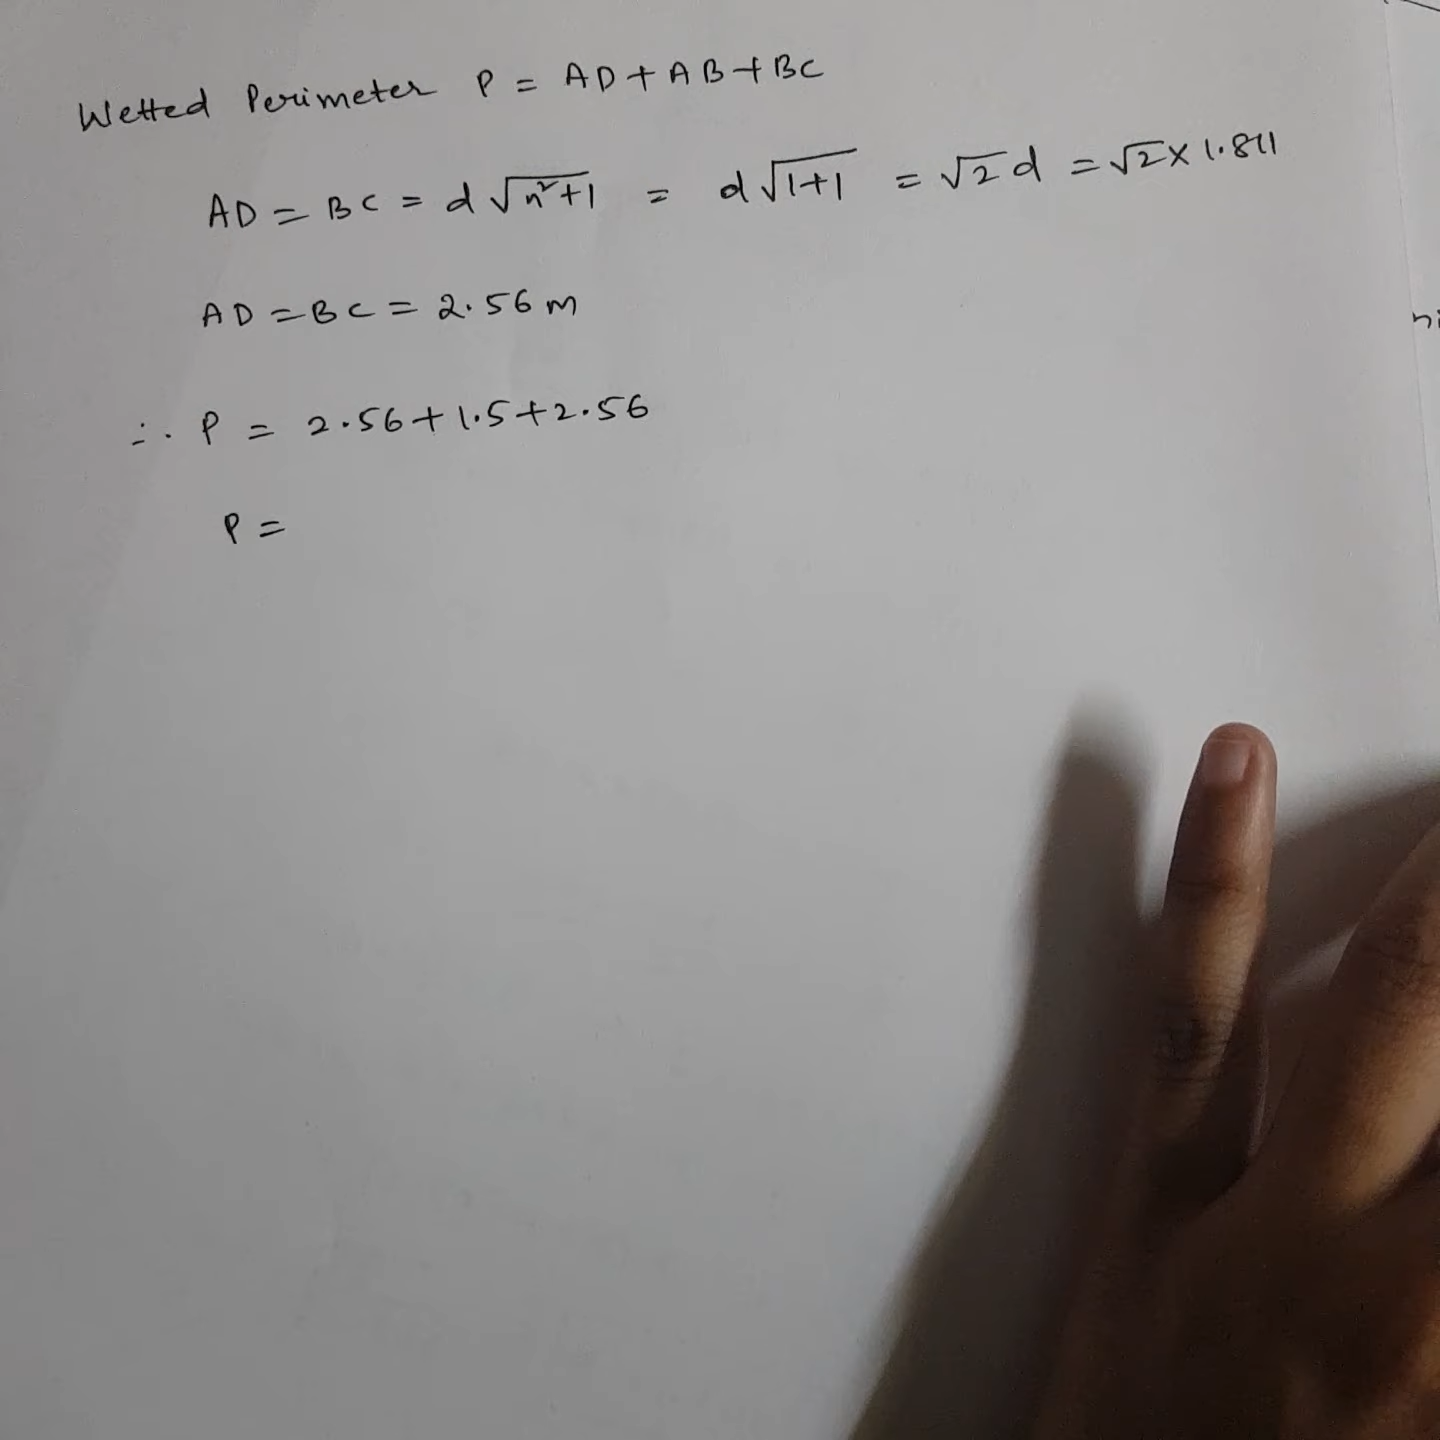 Wetted Perimeter P = AD + AB + BC
AD = BC = d √(n²+1) = d √(1+1) = √2 d = √2 × 1.811
AD = BC = 2.56 m
∴ P = 2.56 + 1.5 + 2.56
P =